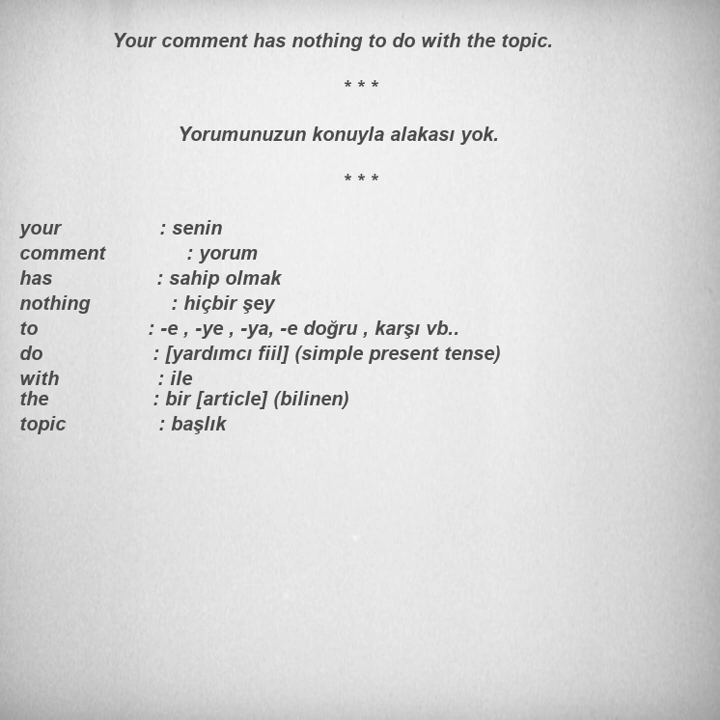 Your comment has nothing to do with the topic.
* * *
Yorumunuzun konuyla alakası yok.
* * *
your : senin
comment : yorum
has : sahip olmak
nothing : hiçbir şey
to : -e , -ye , -ya, -e doğru , karşı vb..
do : [yardımcı fiil] (simple present tense)
with : ile
the : bir [article] (bilinen)
topic : başlık